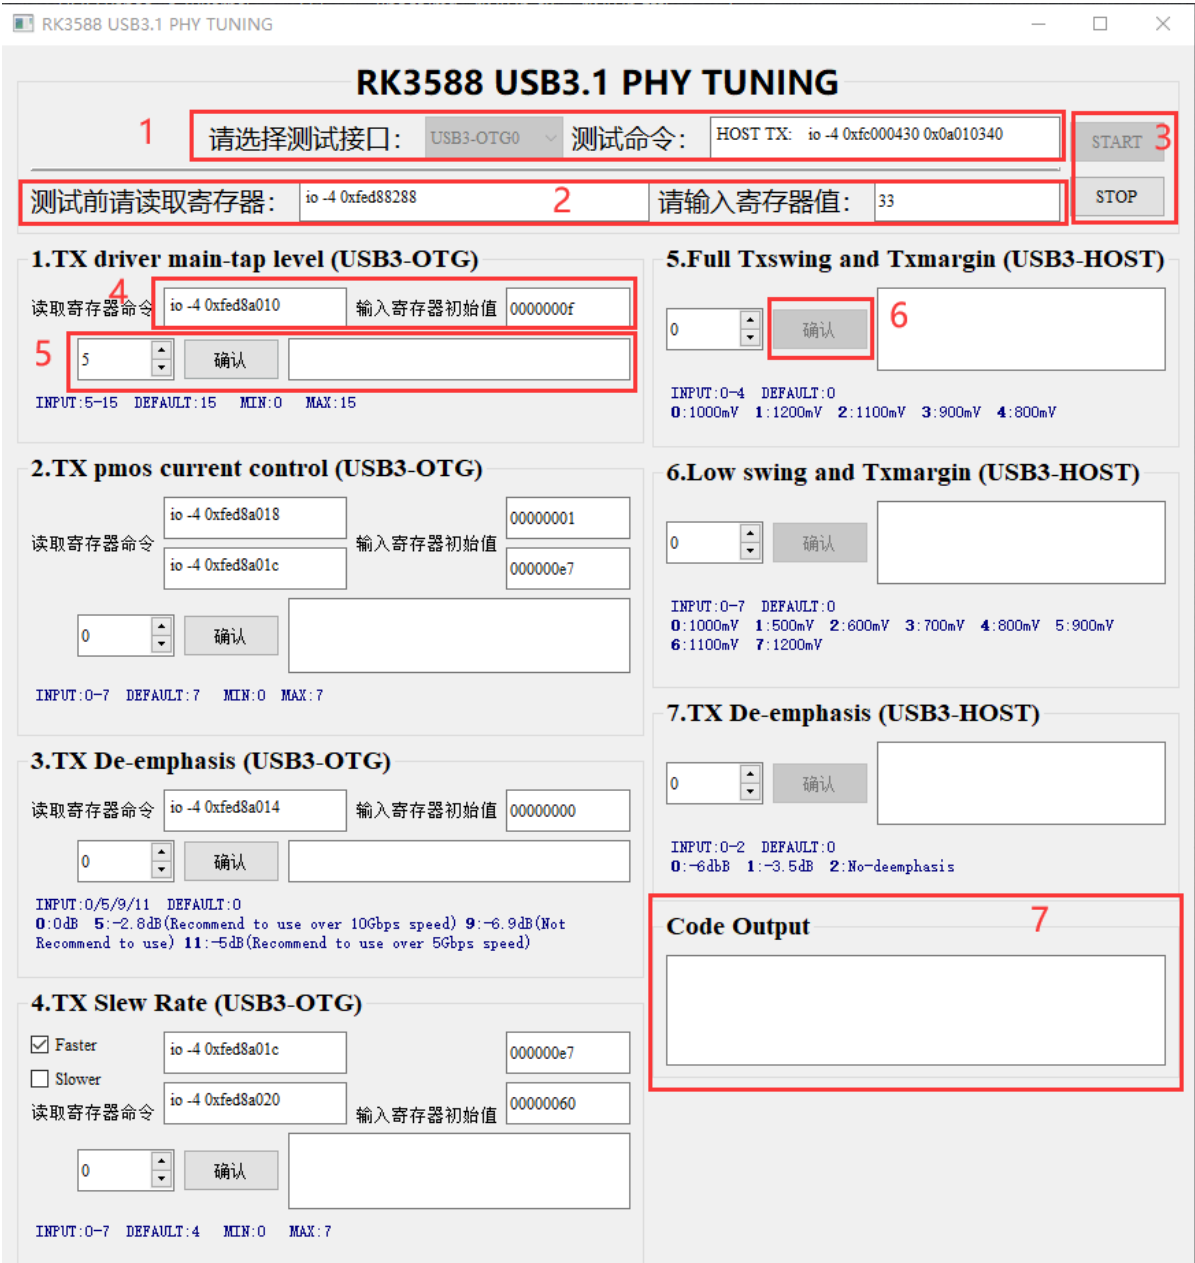 RK3588 USB3.1 PHY TUNING
RK3588 USB3.1 PHY TUNING
1 请选择测试接口： USB3-OTG0 测试命令： HOST TX: io -4 0xfc000430 0x0a010340 START 3
测试前请读取寄存器： io -4 0xfed88288 2 请输入寄存器值： 33 STOP
1.TX driver main-tap level (USB3-OTG)
4 读取寄存器命令 io -4 0xfed8a010 输入寄存器初始值 0000000f
5 5 确认
INPUT:5-15 DEFAULT:15 MIN:0 MAX:15
2.TX pmos current control (USB3-OTG)
io -4 0xfed8a018 00000001
读取寄存器命令 输入寄存器初始值
io -4 0xfed8a01c 000000e7
0 确认
INPUT:0-7 DEFAULT:7 MIN:0 MAX:7
3.TX De-emphasis (USB3-OTG)
读取寄存器命令 io -4 0xfed8a014 输入寄存器初始值 00000000
0 确认
INPUT:0/5/9/11 DEFAULT:0
0:0dB 5:-2.8dB(Recommend to use over 10Gbps speed) 9:-6.9dB(Not
Recommend to use) 11:-5dB(Recommend to use over 5Gbps speed)
4.TX Slew Rate (USB3-OTG)
Faster io -4 0xfed8a01c 000000e7
Slower
读取寄存器命令 io -4 0xfed8a020 输入寄存器初始值 00000060
0 确认
INPUT:0-7 DEFAULT:4 MIN:0 MAX:7
5.Full Txswing and Txmargin (USB3-HOST)
0 确认 6
INPUT:0-4 DEFAULT:0
0:1000mV 1:1200mV 2:1100mV 3:900mV 4:800mV
6.Low swing and Txmargin (USB3-HOST)
0 确认
INPUT:0-7 DEFAULT:0
0:1000mV 1:500mV 2:600mV 3:700mV 4:800mV 5:900mV
6:1100mV 7:1200mV
7.TX De-emphasis (USB3-HOST)
0 确认
INPUT:0-2 DEFAULT:0
0:-6dbB 1:-3.5dB 2:No-deemphasis
Code Output 7